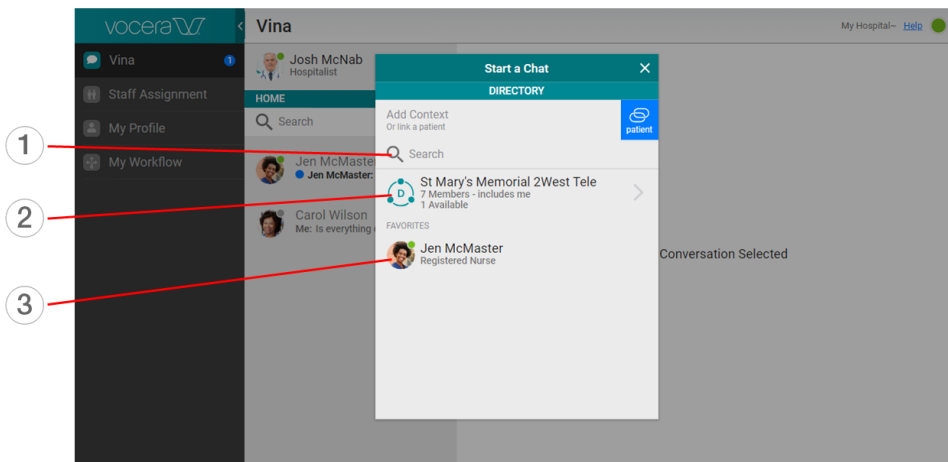 vocera
Vina
My Hospital– Help
Vina 1
Staff Assignment
My Profile
My Workflow
Josh McNab
Hospitalist
HOME
Search
Jen McMaste
Jen McMaster:
Carol Wilson
Me: Is everything
Start a Chat
DIRECTORY
Add Context
Or link a patient
patient
Search
D
St Mary's Memorial 2West Tele
7 Members - includes me
1 Available
FAVORITES
Jen McMaster
Registered Nurse
Conversation Selected
1
2
3